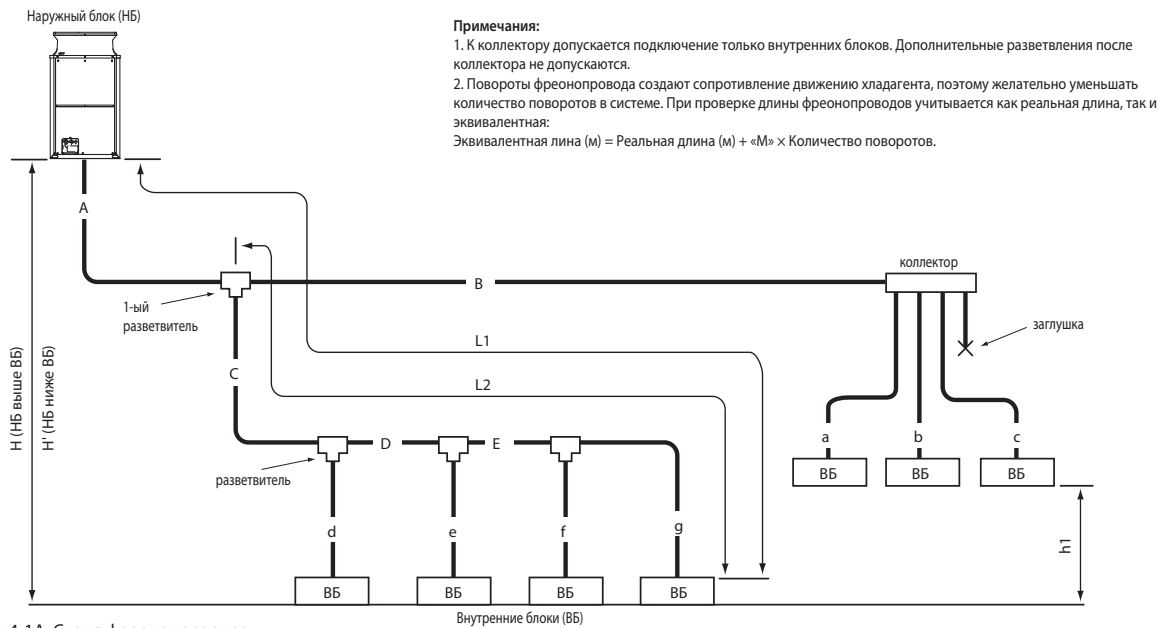 Наружный блок (НБ)
Примечания:
1. К коллектору допускается подключение только внутренних блоков. Дополнительные разветвления после
коллектора не допускаются.
2. Повороты фреонопровода создают сопротивление движению хладагента, поэтому желательно уменьшать
количество поворотов в системе. При проверке длины фреонопроводов учитывается как реальная длина, так и
эквивалентная:
Эквивалентная лина (м) = Реальная длина (м) + «М» × Количество поворотов.
A
B
коллектор
1-ый
разветвитель
заглушка
L1
L2
C
H (НБ выше ВБ)
H' (НБ ниже ВБ)
D
E
разветвитель
a
b
c
ВБ
ВБ
ВБ
d
e
f
g
h1
ВБ
ВБ
ВБ
ВБ
Внутренние блоки (ВБ)